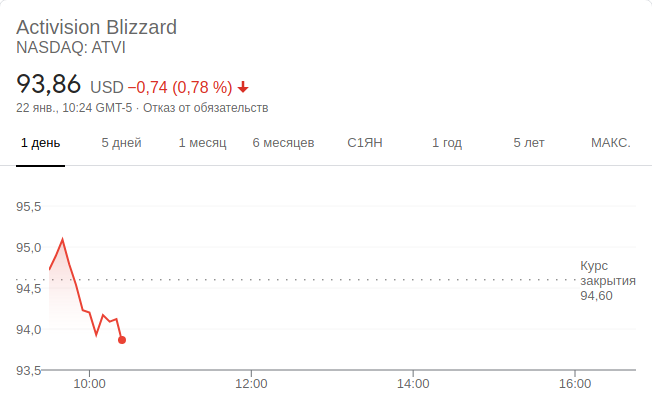 Activision Blizzard
NASDAQ: ATVI
93,86 USD −0,74 (0,78 %)
22 янв., 10:24 GMT-5 · Отказ от обязательств
1 день 5 дней 1 месяц 6 месяцев С1ЯН 1 год 5 лет МАКС.
95,5
95,0
94,5
94,0
93,5
Курс
закрытия
94,60
10:00 12:00 14:00 16:00